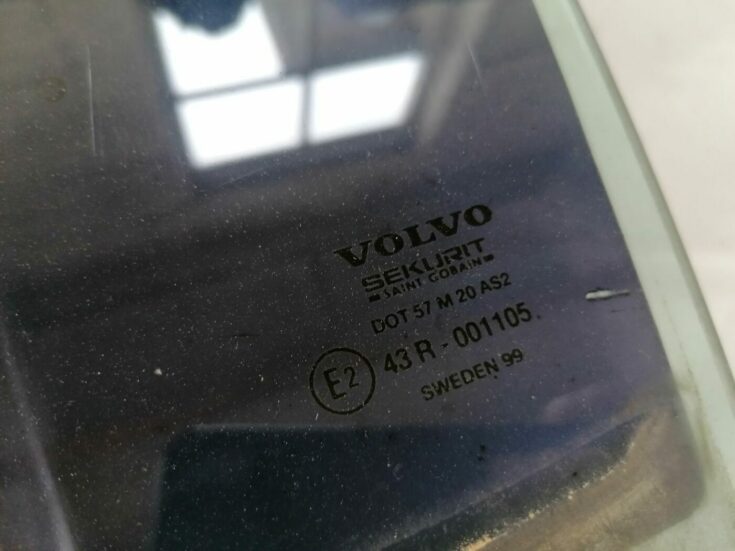 VOLVO
SEKURIT
SAINT GOBAIN
DOT 57 M 20 AS2
E2 43 R - 001105
SWEDEN 99